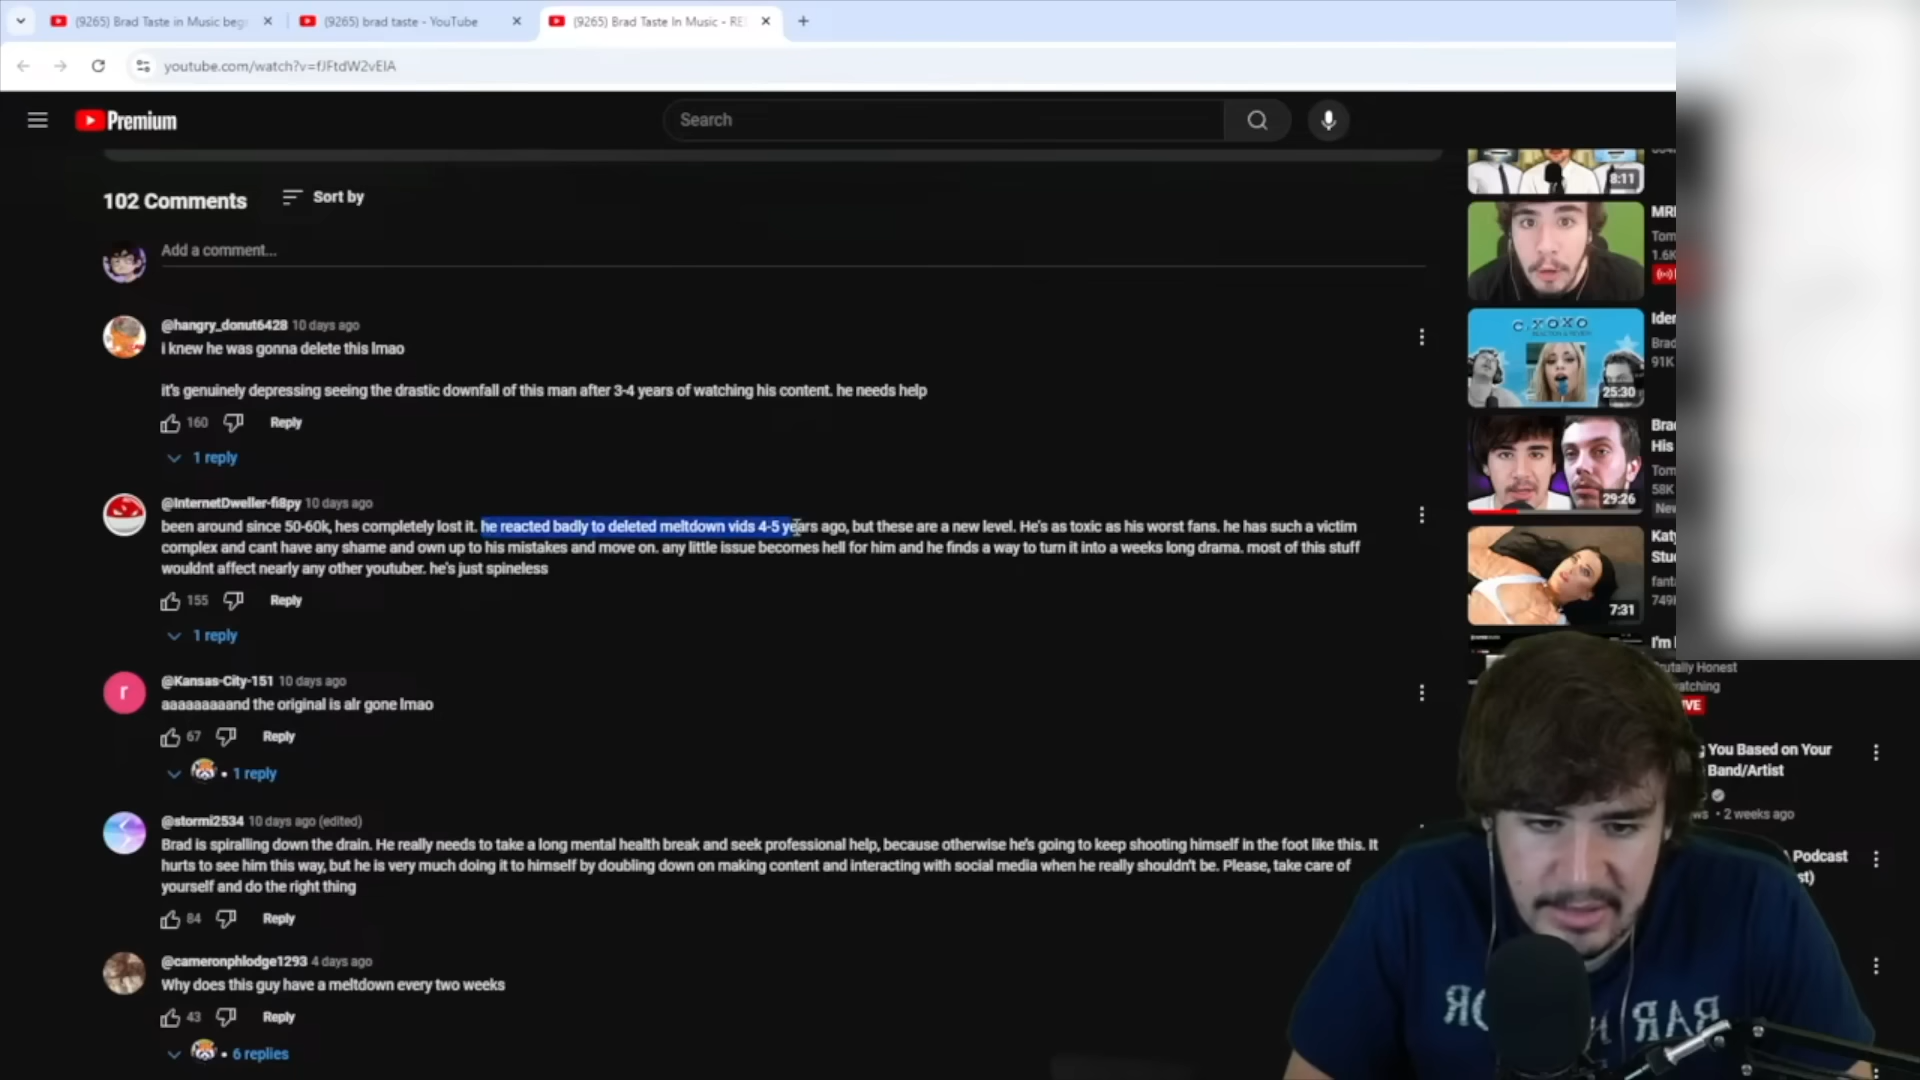 (9265) Brad Taste in Music beg
(9265) brad taste - YouTube
(9265) Brad Taste In Music - RE
youtube.com/watch?v=fJFtdW2vEIA
Premium
Search
102 Comments
Sort by
Add a comment...
@hangry_donut6428 10 days ago
i knew he was gonna delete this lmao
it's genuinely depressing seeing the drastic downfall of this man after 3-4 years of watching his content. he needs help
160
Reply
1 reply
@InternetDweller-fi8py 10 days ago
been around since 50-60k, hes completely lost it. he reacted badly to deleted meltdown vids 4-5 years ago, but these are a new level. He's as toxic as his worst fans. he has such a victim
complex and cant have any shame and own up to his mistakes and move on. any little issue becomes hell for him and he finds a way to turn it into a weeks long drama. most of this stuff
wouldnt affect nearly any other youtuber. he's just spineless
155
Reply
1 reply
r
@Kansas-City-151 10 days ago
aaaaaaaaand the original is alr gone lmao
67
Reply
• 1 reply
@stormi2534 10 days ago (edited)
Brad is spiralling down the drain. He really needs to take a long mental health break and seek professional help, because otherwise he's going to keep shooting himself in the foot like this. It
hurts to see him this way, but he is very much doing it to himself by doubling down on making content and interacting with social media when he really shouldn't be. Please, take care of
yourself and do the right thing
84
Reply
@cameronphlodge1293 4 days ago
Why does this guy have a meltdown every two weeks
43
Reply
• 6 replies
8:11
MRI
Tom
1.6K
Iden
Brad
91K
C,XOXO
25:30
Brad
His
Tom
58K
New
29:26
Katy
Stu
fant
749K
7:31
I'm
Brutally Honest
watching
LIVE
You Based on Your
Band/Artist
• 2 weeks ago
Podcast